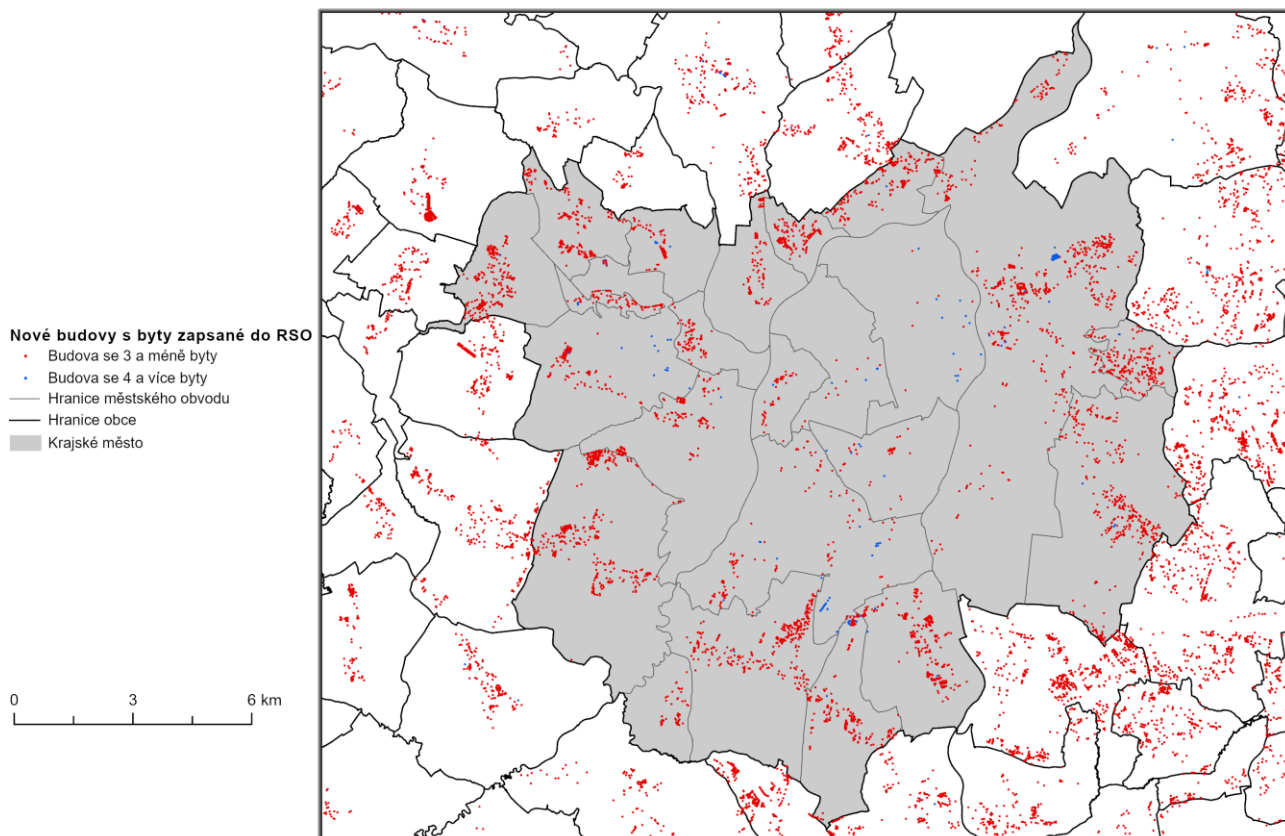 Nové budovy s byty zapsané do RSO
Budova se 3 a méně byty
Budova se 4 a více byty
Hranice městského obvodu
Hranice obce
Krajské město
0 3 6 km